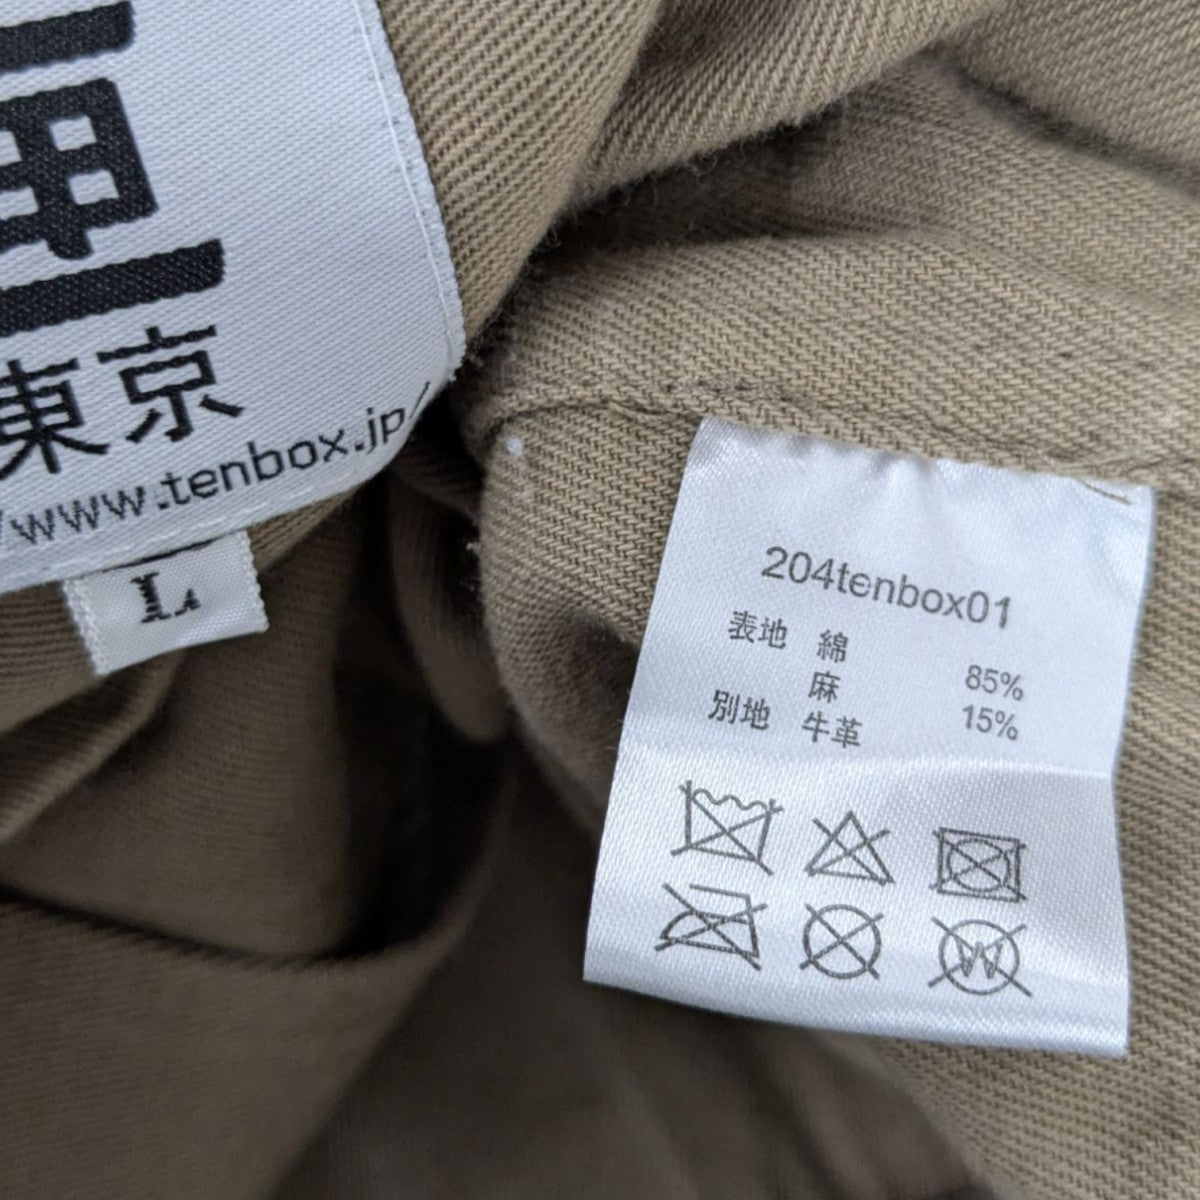 東京
www.tenbox.jp/
L
204tenbox01
表地 綿 85%
麻 15%
別地 牛革
W